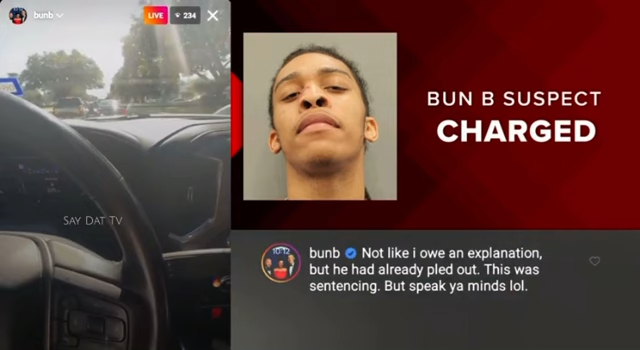 bunb
LIVE
234
SAY DAT TV
BUN B SUSPECT
CHARGED
bunb Not like i owe an explanation,
but he had already pled out. This was
sentencing. But speak ya minds lol.